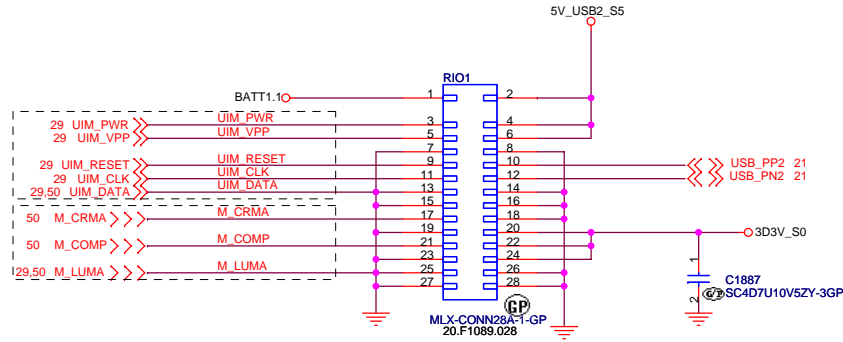 5V_USB2_S5
RIO1
BATT1.1 1 2
29 UIM_PWR UIM_PWR 3 4
29 UIM_VPP UIM_VPP 5 6
7 8
29 UIM_RESET UIM_RESET 9 10 USB_PP2 21
29 UIM_CLK UIM_CLK 11 12 USB_PN2 21
29,50 UIM_DATA UIM_DATA 13 14
15 16
50 M_CRMA M_CRMA 17 18
19 20 3D3V_S0
50 M_COMP M_COMP 21 22
23 24
29,50 M_LUMA M_LUMA 25 26
27 28
1
C1887
2 G/P SC4D7U10V5ZY-3GP
GP
MLX-CONN28A-1-GP
20.F1089.028